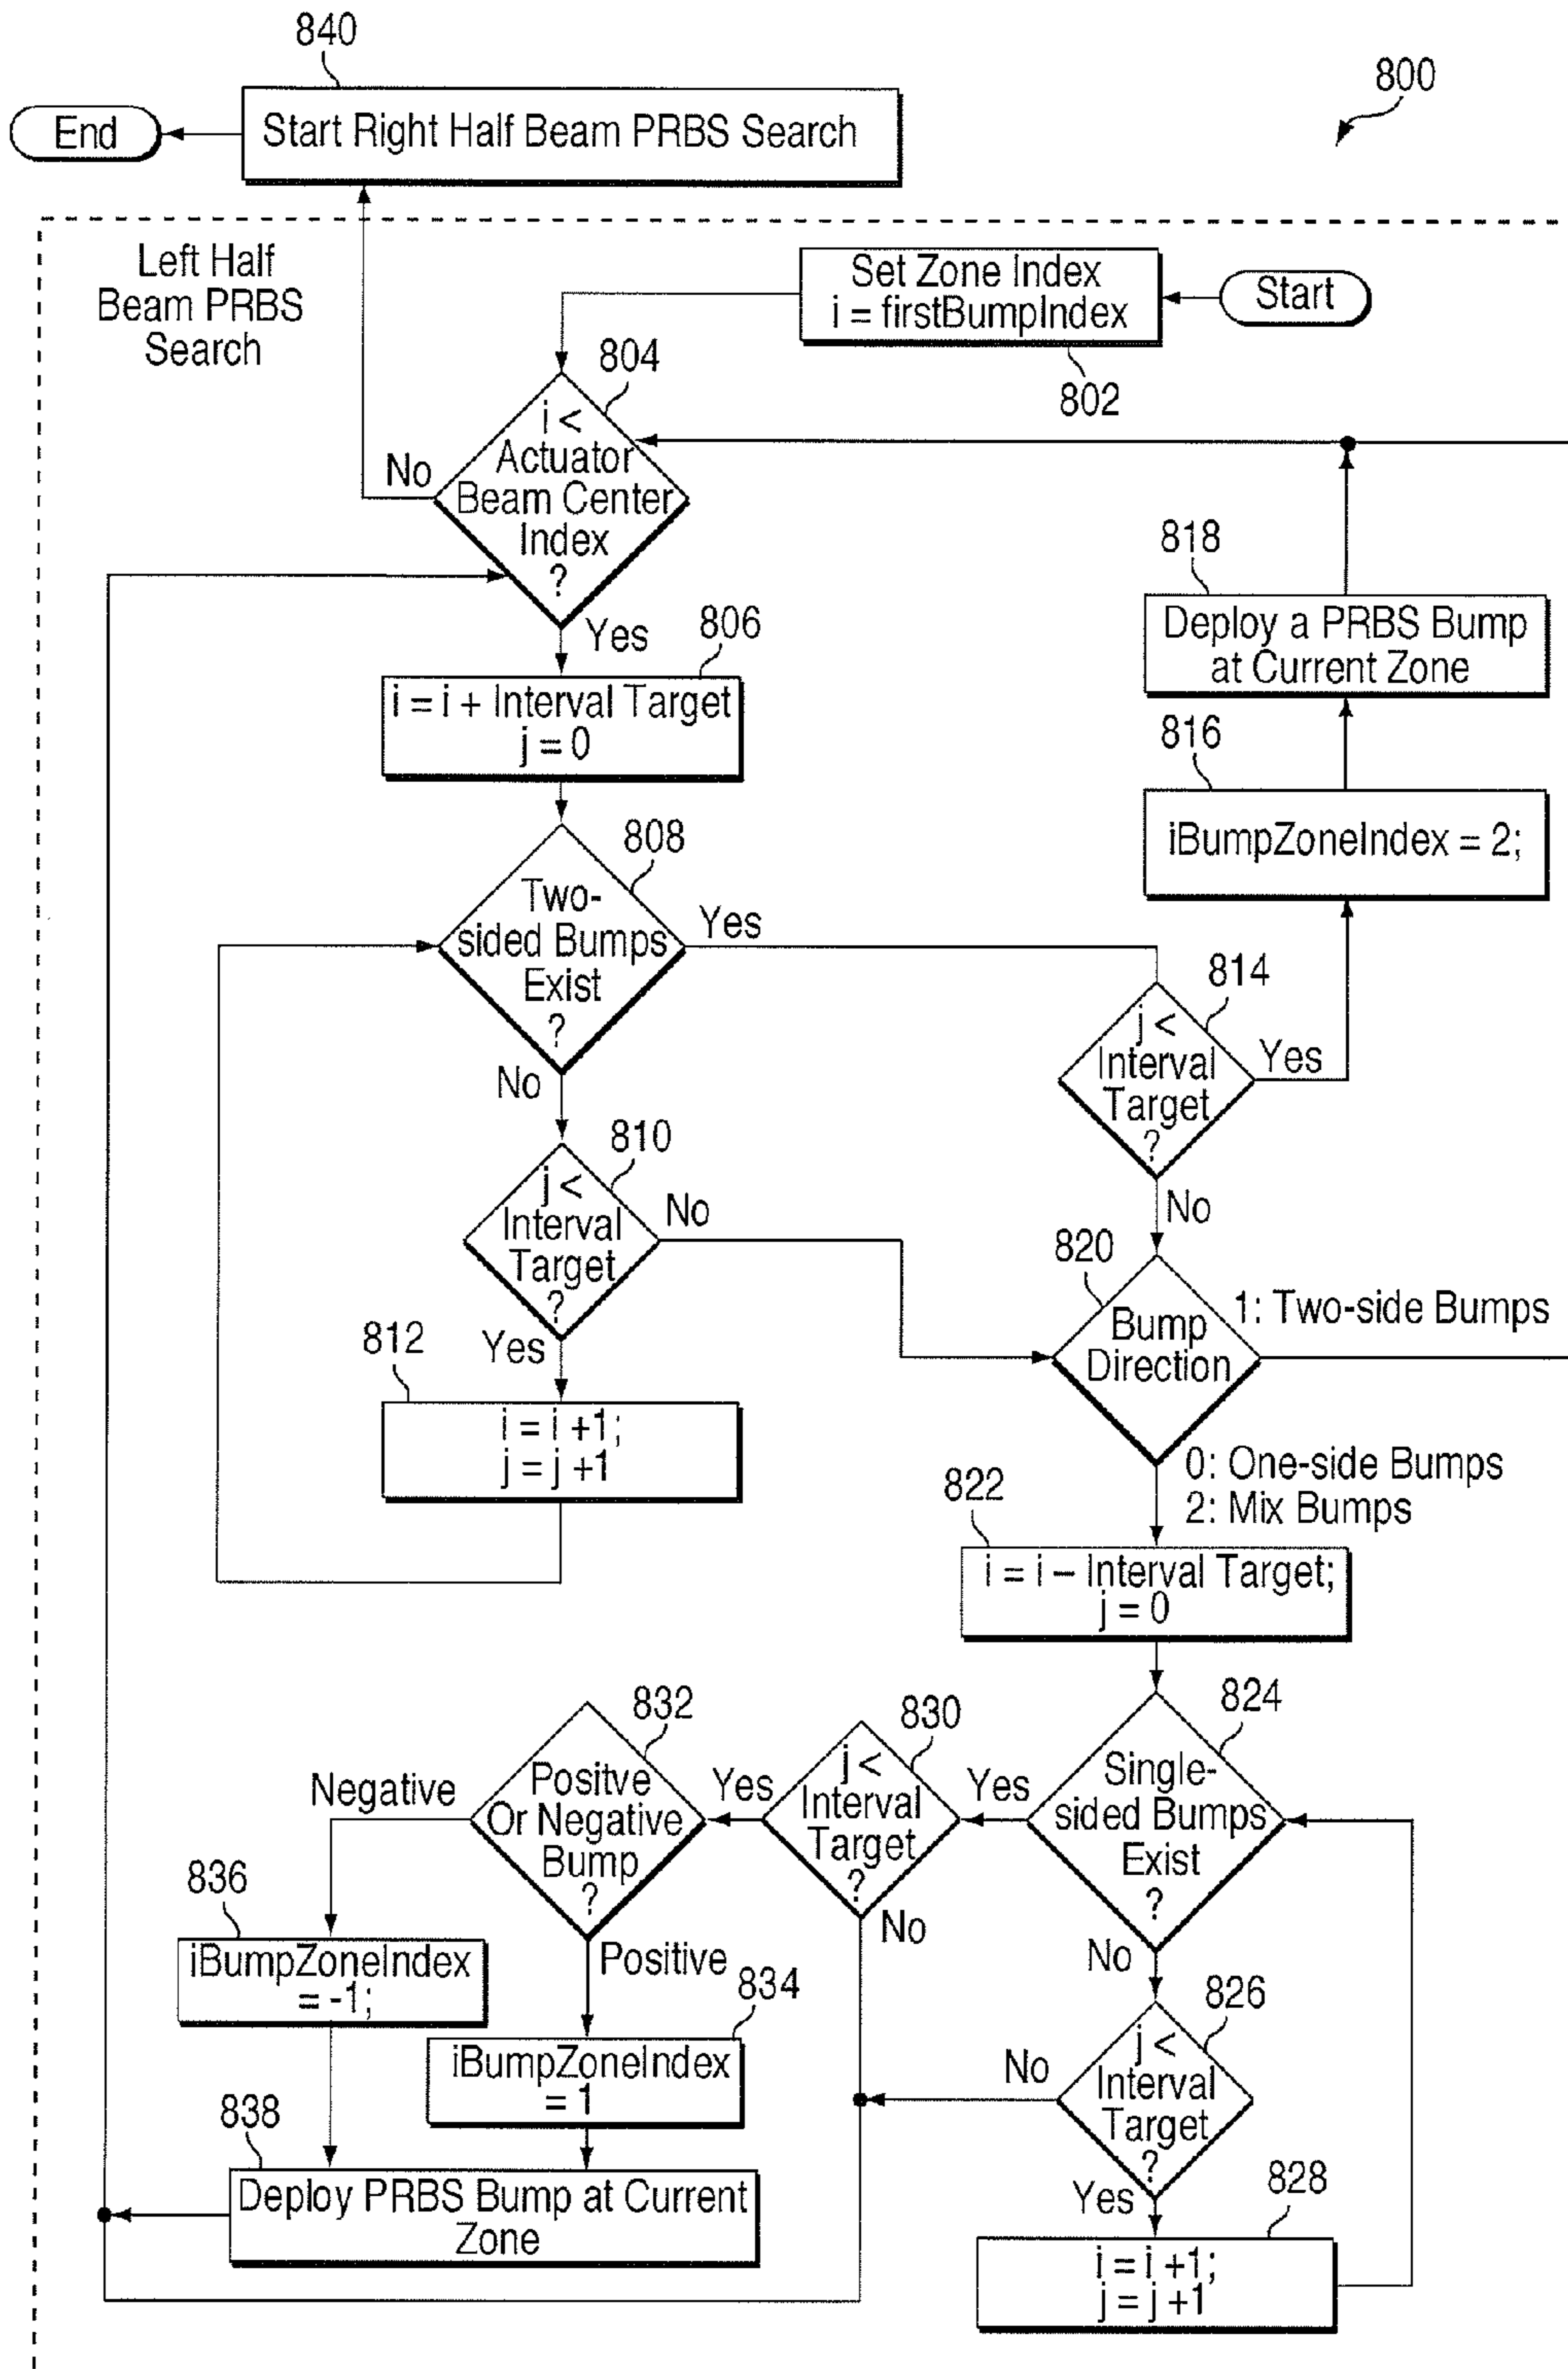 840
800
End
Start Right Half Beam PRBS Search
Left Half
Beam PRBS
Search
Set Zone Index
i = firstBumpIndex
Start
802
804
i <
Actuator
Beam Center
Index
?
No
Yes
806
i = i + Interval Target
j = 0
818
Deploy a PRBS Bump
at Current Zone
816
iBumpZoneIndex = 2;
808
Two-
sided Bumps
Exist
?
Yes
No
814
j <
Interval
Target
?
Yes
No
810
j <
Interval
Target
?
No
Yes
812
i = i +1;
j = j +1
820
Bump
Direction
1: Two-side Bumps
0: One-side Bumps
2: Mix Bumps
822
i = i – Interval Target;
j = 0
824
Single-
sided Bumps
Exist
?
Yes
No
830
j <
Interval
Target
?
Yes
No
832
Positve
Or Negative
Bump
?
Negative
Positive
836
iBumpZoneIndex
= -1;
834
iBumpZoneIndex
= 1
826
j <
Interval
Target
?
No
Yes
828
i = i +1;
j = j +1
838
Deploy PRBS Bump at Current
Zone